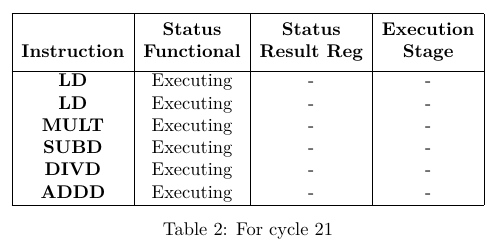 Instruction Status Functional Status Result Reg Execution Stage
LD Executing - -
LD Executing - -
MULT Executing - -
SUBD Executing - -
DIVD Executing - -
ADDD Executing - -
Table 2: For cycle 21